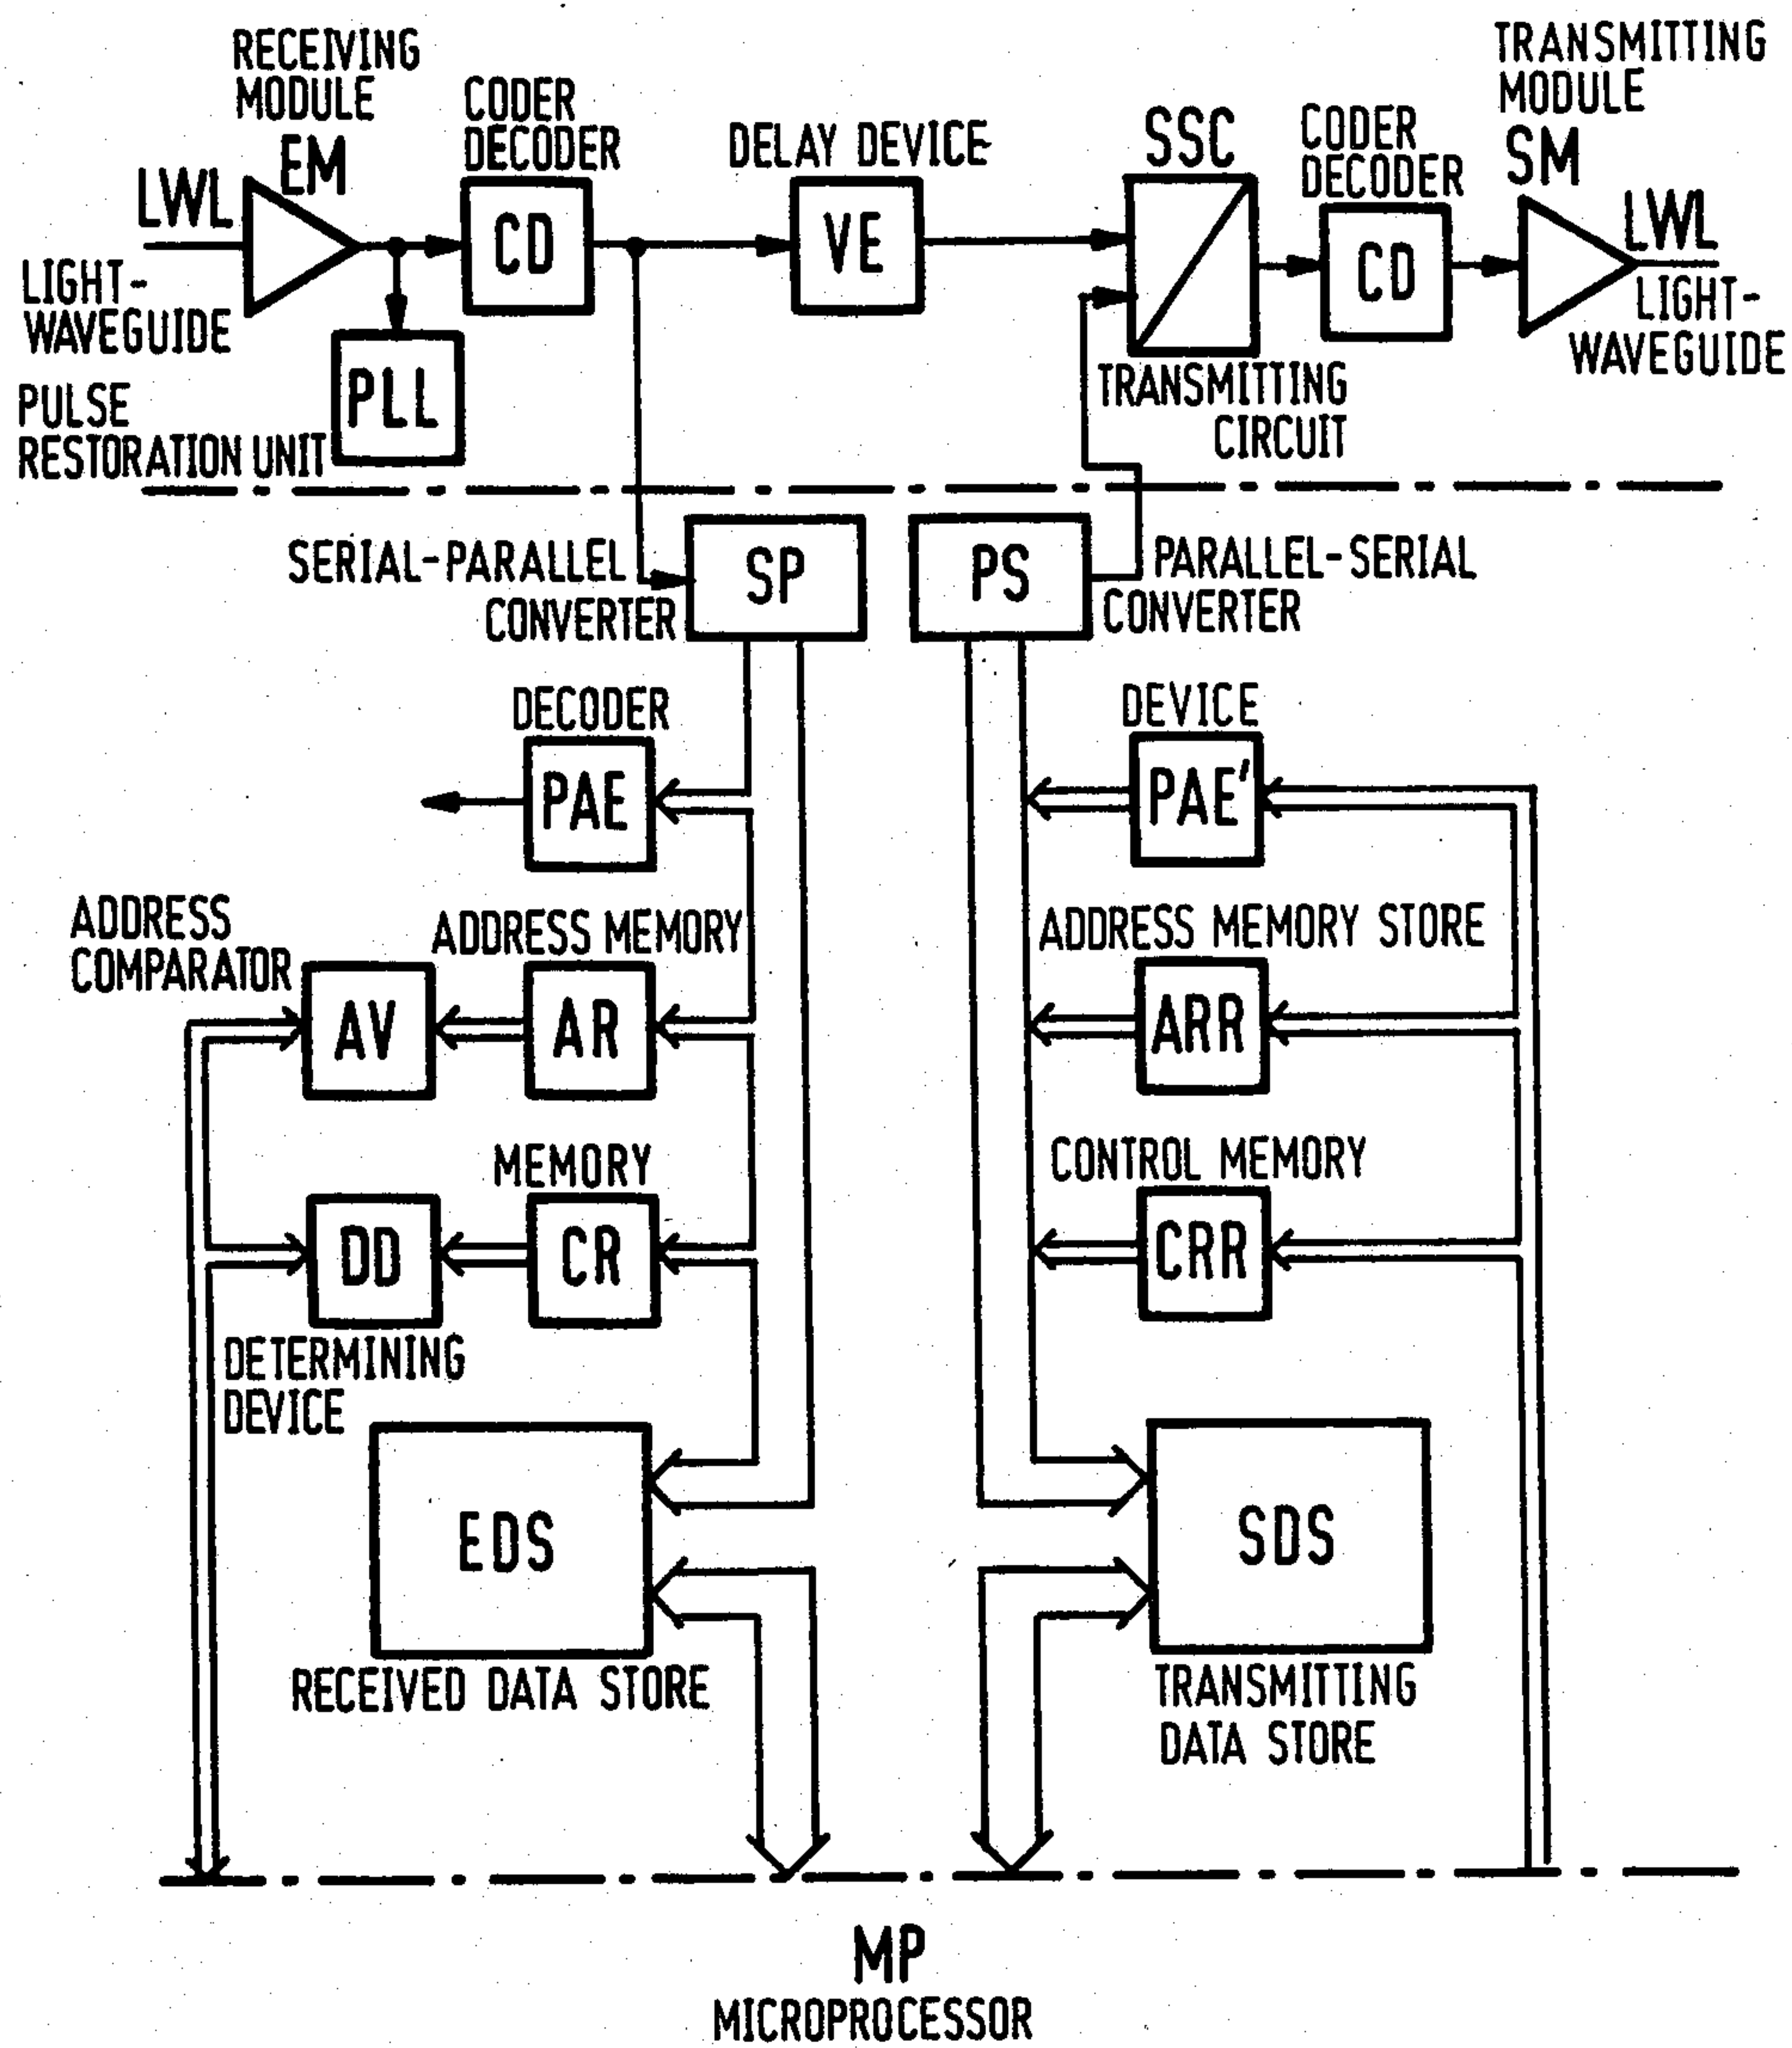 RECEIVING
MODULE
EM
CODER
DECODER
DELAY DEVICE
SSC
CODER
DECODER
TRANSMITTING
MODULE
SM
LWL
LIGHT-
WAVEGUIDE
CD
VE
CD
LWL
LIGHT-
WAVEGUIDE
PULSE
RESTORATION UNIT
PLL
TRANSMITTING
CIRCUIT
SERIAL-PARALLEL
CONVERTER
SP
PS
PARALLEL-SERIAL
CONVERTER
DECODER
PAE
DEVICE
PAE'
ADDRESS
COMPARATOR
AV
ADDRESS MEMORY
AR
ADDRESS MEMORY STORE
ARR
MEMORY
DD
CR
CONTROL MEMORY
CRR
DETERMINING
DEVICE
EDS
RECEIVED DATA STORE
SDS
TRANSMITTING
DATA STORE
MP
MICROPROCESSOR